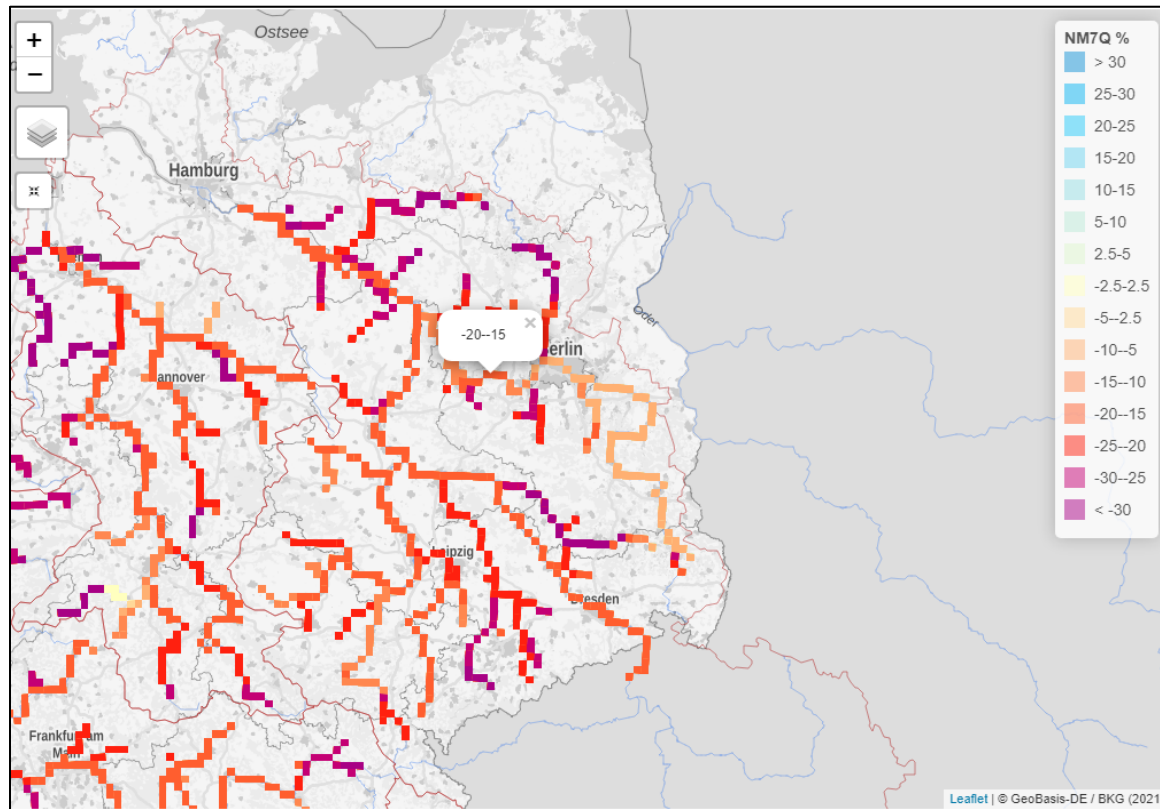 +
−
Ostsee
Hamburg
Oder
-20--15
×
erlin
annover
Leipzig
Dresden
Frankfurt am
Main
NM7Q %
> 30
25-30
20-25
15-20
10-15
5-10
2.5-5
-2.5-2.5
-5--2.5
-10--5
-15--10
-20--15
-25--20
-30--25
< -30
Leaflet | © GeoBasis-DE / BKG (2021